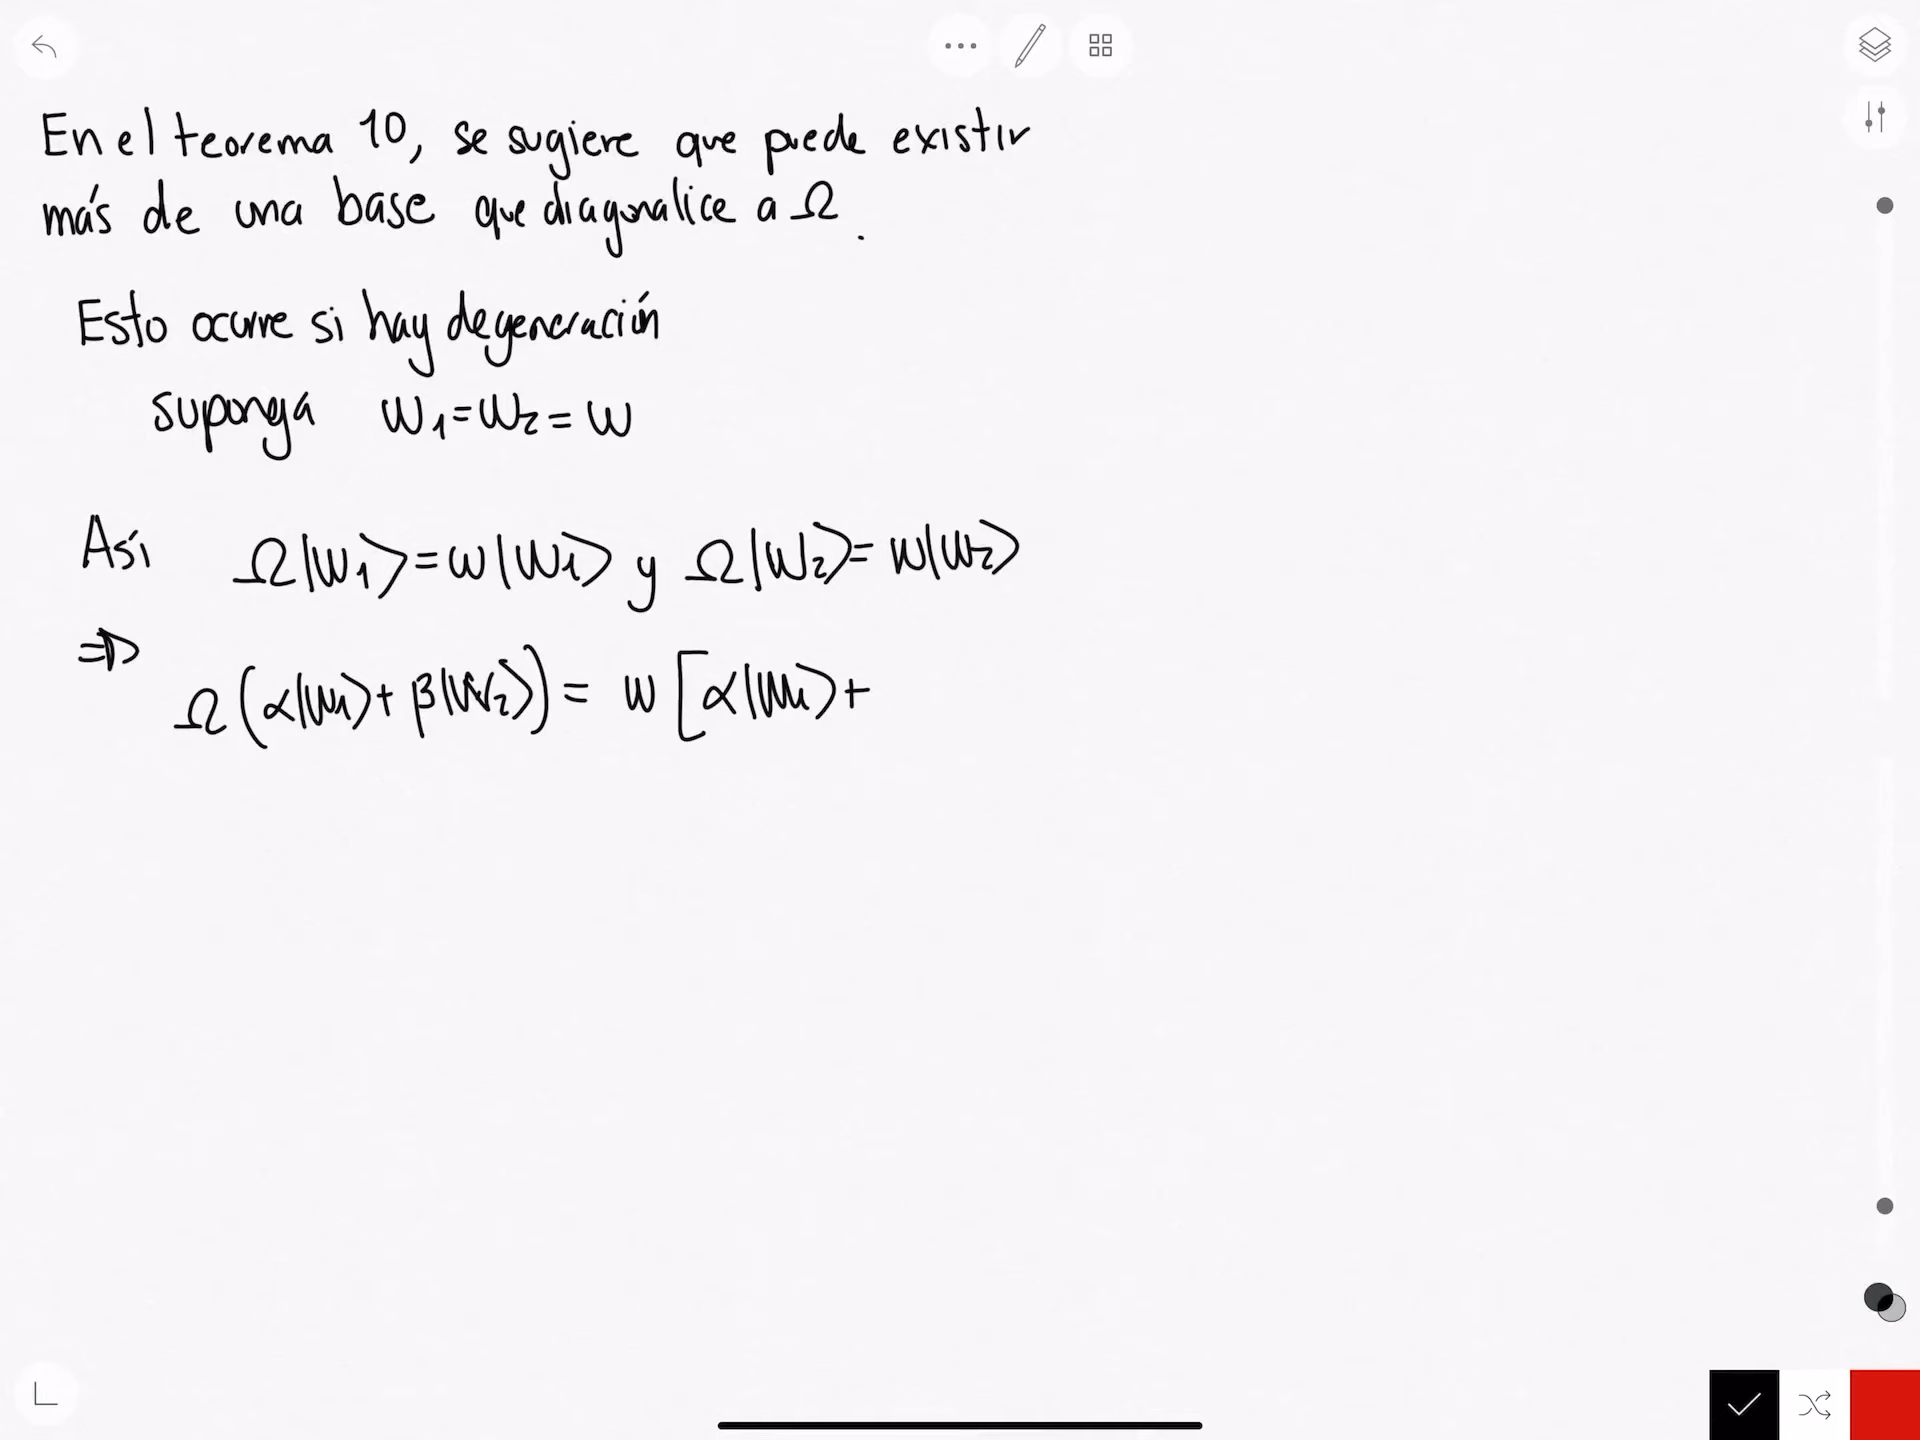 En el teorema 10, se sugiere que puede existir
más de una base que diagonalice a Ω.
Esto ocurre si hay degeneración
suponga ω₁=ω₂=ω
Así Ω|ω₁⟩=ω|ω₁⟩ y Ω|ω₂⟩=ω|ω₂⟩
⇒
Ω(α|ω₁⟩+β|ω₂⟩)= ω[α|ω₁⟩+